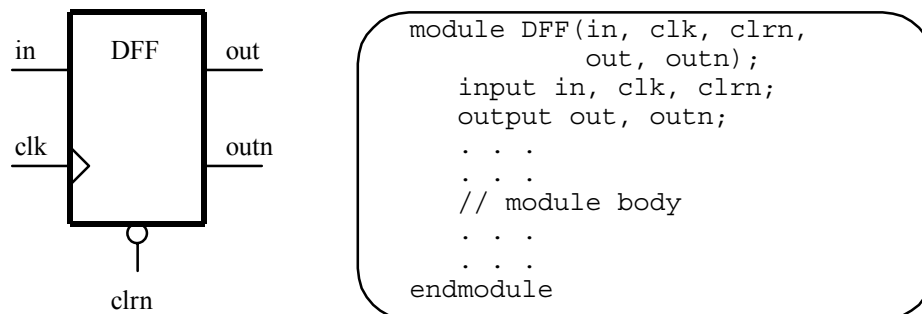 in
DFF
out
clk
outn
clrn
module DFF(in, clk, clrn,
out, outn);
input in, clk, clrn;
output out, outn;
. . .
. . .
// module body
. . .
. . .
endmodule